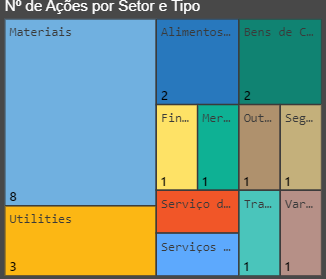 Nº de Ações por Setor e Tipo
Materiais
8
Utilities
3
Alimentos…
2
Bens de C…
2
Fin…
1
Mer…
1
Out…
1
Seg…
1
Serviço d…
Serviços …
Tra…
1
Var…
1